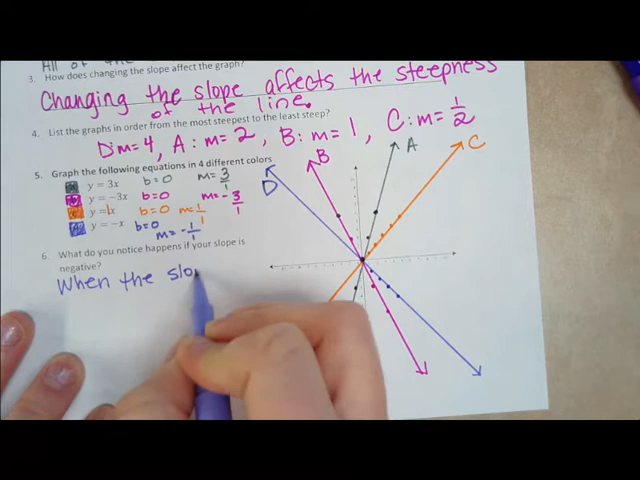 All of the
3. How does changing the slope affect the graph?
Changing the slope affects the steepness
of the line.
4. List the graphs in order from the most steepest to the least steep?
D: m=4, A: m=2, B: m=1, C: m=1/2
5. Graph the following equations in 4 different colors
y = 3x b=0 m=3/1
y = −3x b=0 m=-3/1
y = 1x b=0 m=1/1
y = −x b=0
m=-1/1
6. What do you notice happens if your slope is
negative?
When the slo
D
B
A
C